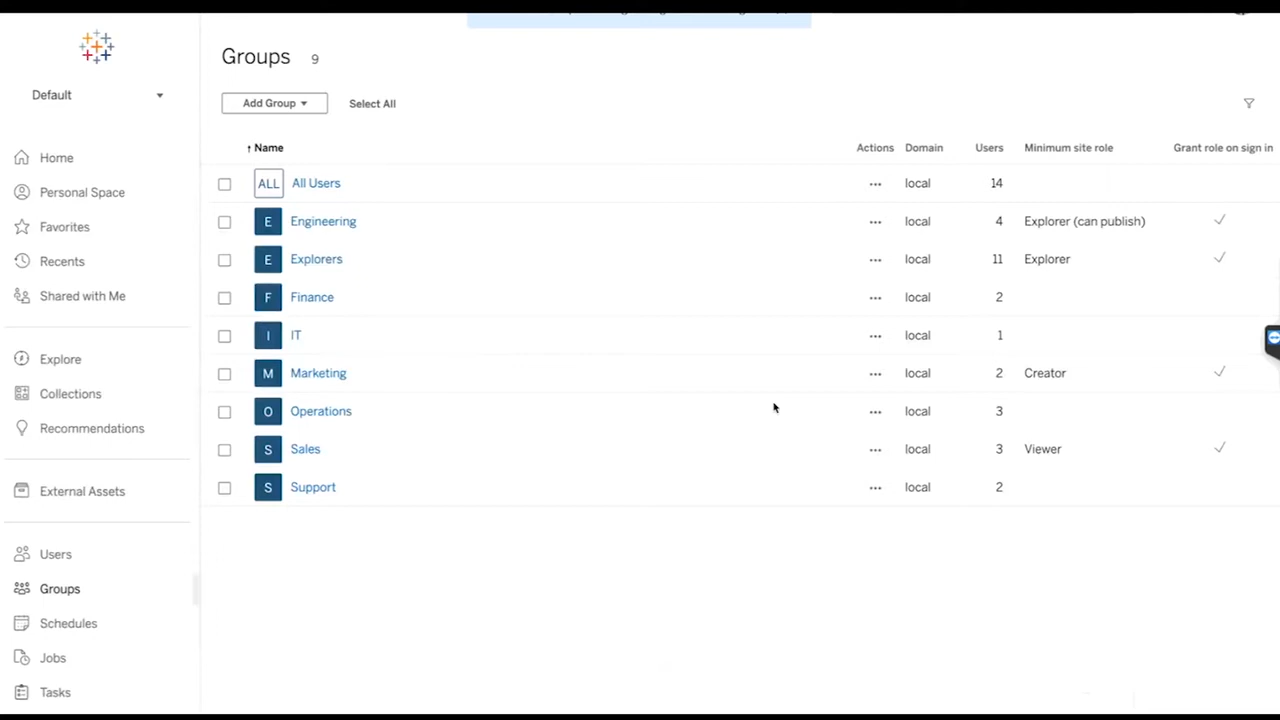 Default
Home
Personal Space
Favorites
Recents
Shared with Me
Explore
Collections
Recommendations
External Assets
Users
Groups
Schedules
Jobs
Tasks
Groups 9
Add Group Select All
Name Actions Domain Users Minimum site role Grant role on sign in
ALL All Users local 14
E Engineering local 4 Explorer (can publish)
E Explorers local 11 Explorer
F Finance local 2
I IT local 1
M Marketing local 2 Creator
O Operations local 3
S Sales local 3 Viewer
S Support local 2